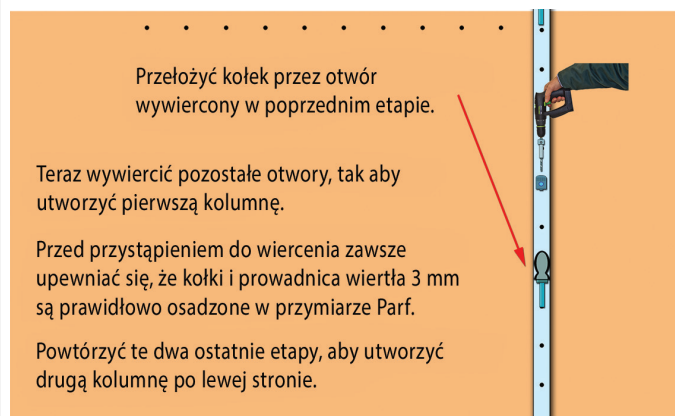 Przełożyć kołek przez otwór
wywiercony w poprzednim etapie.
Teraz wywiercić pozostałe otwory, tak aby
utworzyć pierwszą kolumnę.
Przed przystąpieniem do wiercenia zawsze
upewniać się, że kołki i prowadnica wiertła 3 mm
są prawidłowo osadzone w przymiarze Parf.
Powtórzyć te dwa ostatnie etapy, aby utworzyć
drugą kolumnę po lewej stronie.